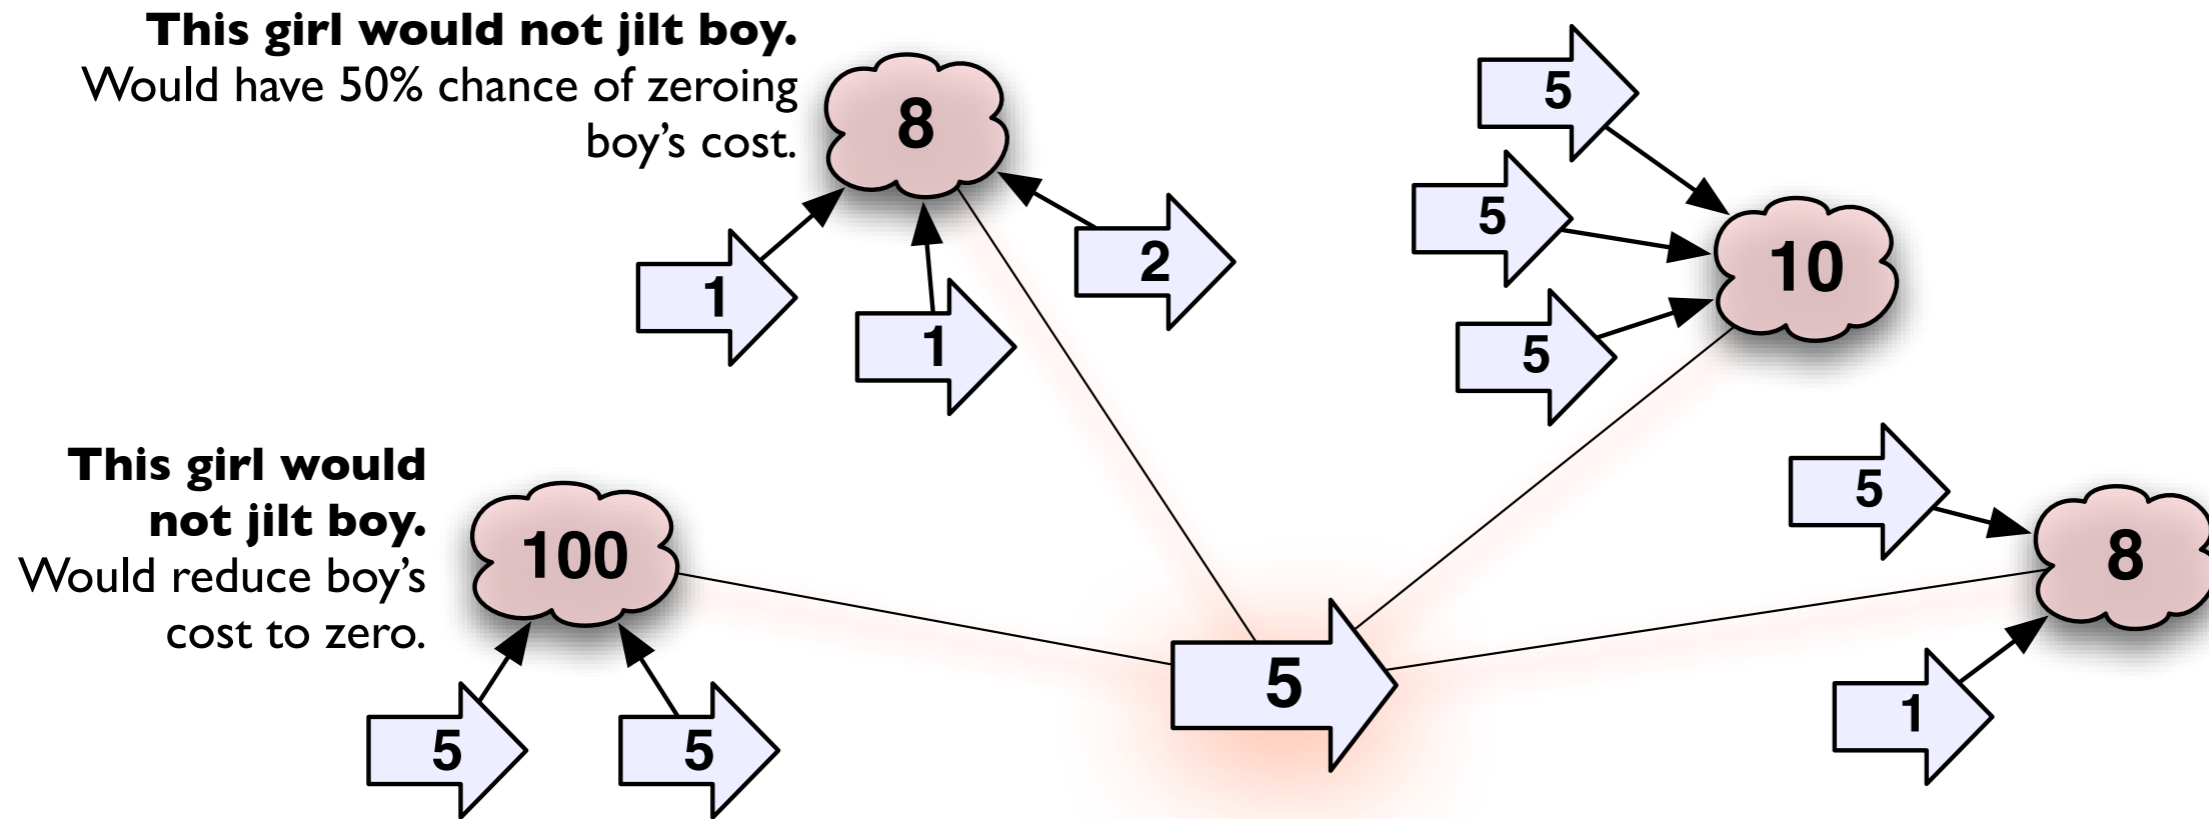 This girl would not jilt boy.
Would have 50% chance of zeroing
boy’s cost.
8
5
5
10
5
1
1
2
This girl would
not jilt boy.
Would reduce boy’s
cost to zero.
100
5
5
5
5
8
1